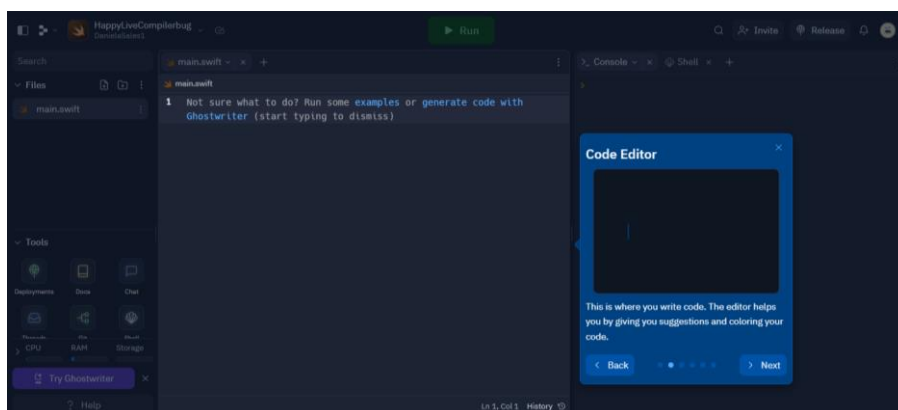 HappyLiveCompilerbug
DanieleSales1
Run
Invite
Release
Search
main.swift
Console
Shell
Files
main.swift
main.swift
1 Not sure what to do? Run some examples or generate code with
Ghostwriter (start typing to dismiss)
Code Editor
This is where you write code. The editor helps
you by giving you suggestions and coloring your
code.
Back
Next
Tools
Deployments
Docs
Chat
Shell
CPU
RAM
Storage
Try Ghostwriter
? Help
Ln 1, Col 1 History